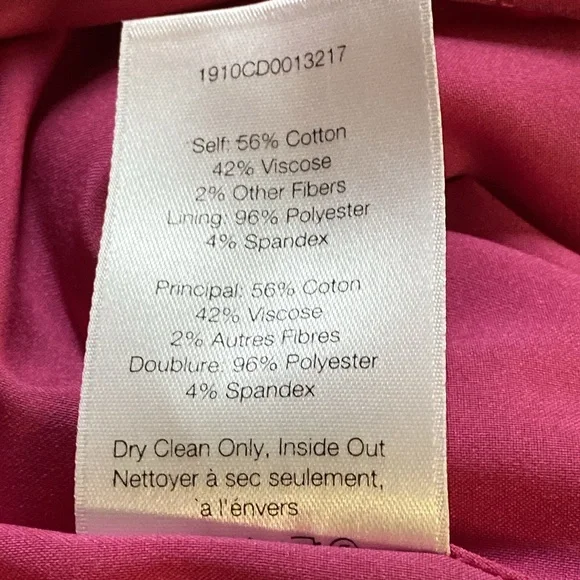 1910CD0013217
Self: 56% Cotton
42% Viscose
2% Other Fibers
Lining: 96% Polyester
4% Spandex
Principal: 56% Coton
42% Viscose
2% Autres Fibres
Doublure: 96% Polyester
4% Spandex
Dry Clean Only, Inside Out
Nettoyer à sec seulement,
`a l'énvers